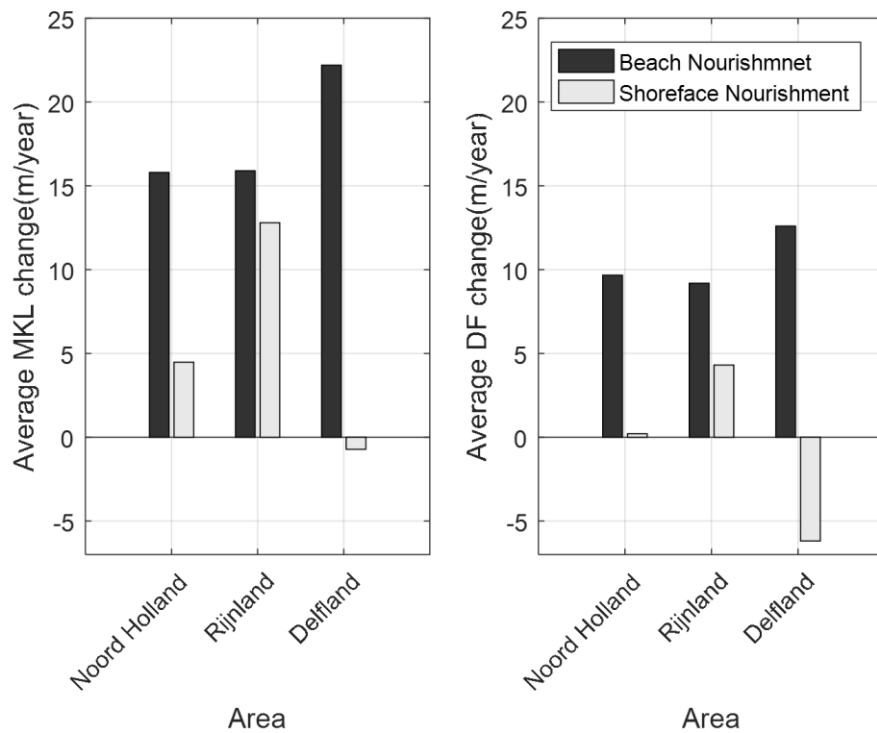 Average MKL change(m/year)
25
20
15
10
5
0
-5
Noord Holland
Rijnland
Delfland
Area
Average DF change(m/year)
25
20
15
10
5
0
-5
Beach Nourishmnet
Shoreface Nourishment
Noord Holland
Rijnland
Delfland
Area